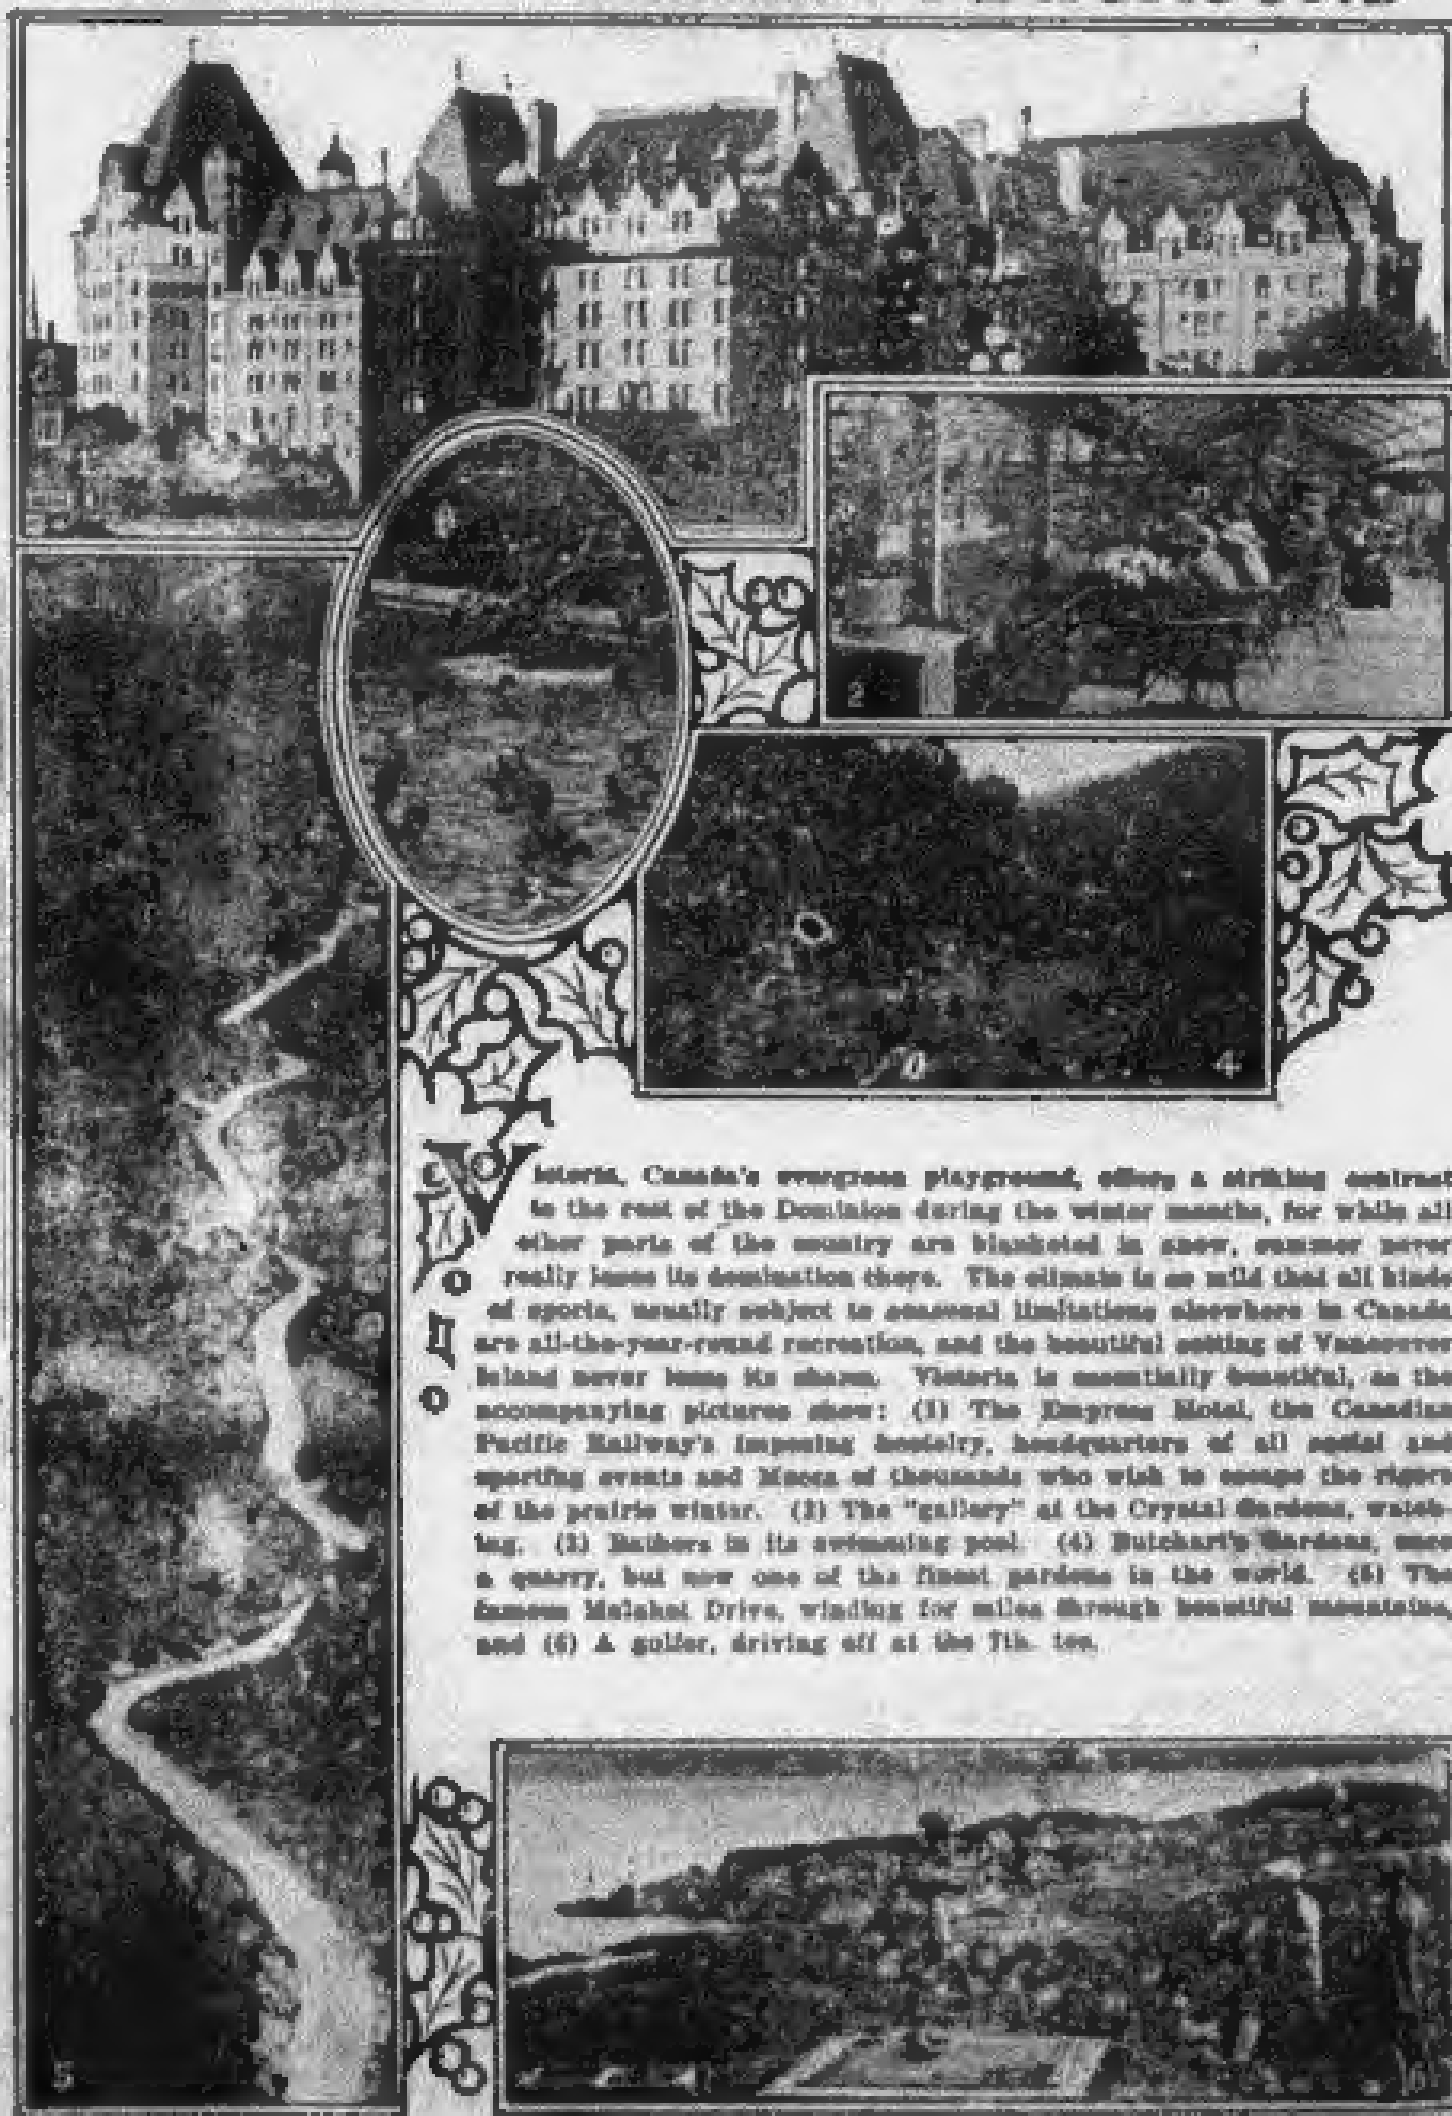 Victoria, Canada's evergreen playground, offers a striking contrast
to the rest of the Dominion during the winter months, for while all
other parts of the country are blanketed in snow, summer never
really loses its domination there. The climate is so mild that all kinds
of sports, usually subject to seasonal limitations elsewhere in Canada
are all-the-year-round recreation, and the beautiful setting of Vancouver
Island never loses its charm. Victoria is essentially beautiful, as the
accompanying pictures show: (1) The Empress Hotel, the Canadian
Pacific Railway's imposing hostelry, headquarters of all social and
sporting events and Mecca of thousands who wish to escape the rigors
of the prairie winter. (2) The "gallery" at the Crystal Gardens, watch-
ing. (3) Bathers in its swimming pool. (4) Butchart's Gardens, once
a quarry, but now one of the finest gardens in the world. (5) The
famous Malahat Drive, winding for miles through beautiful mountains,
and (6) A golfer, driving off at the 7th. tee.
2
3
4
5
6